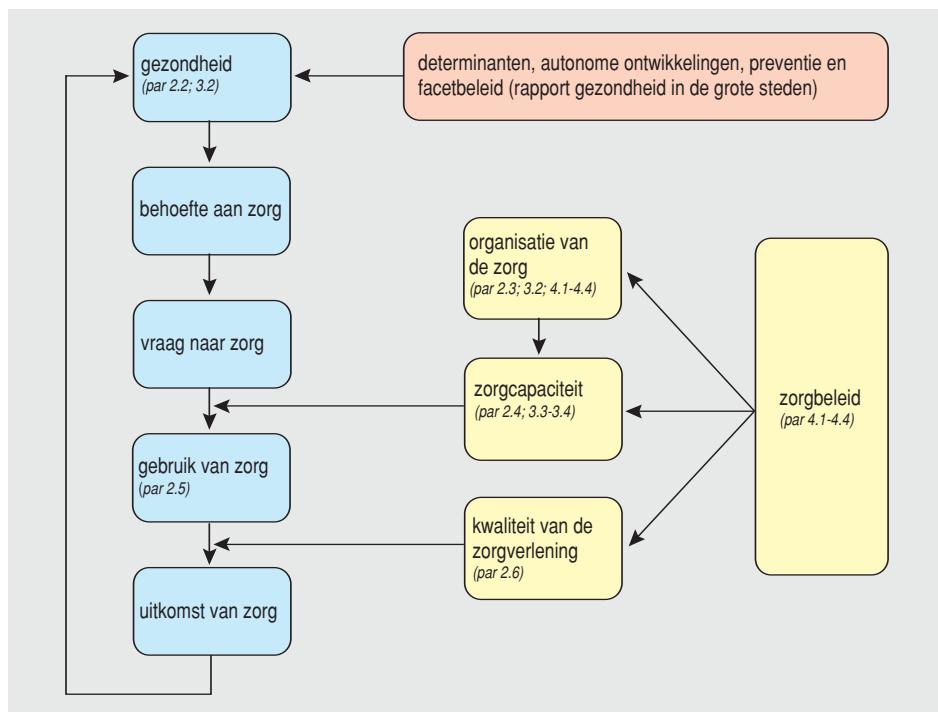 gezondheid
(par 2.2; 3.2)
determinanten, autonome ontwikkelingen, preventie en
facetbeleid (rapport gezondheid in de grote steden)
behoefte aan zorg
vraag naar zorg
gebruik van zorg
(par 2.5)
uitkomst van zorg
organisatie van
de zorg
(par 2.3; 3.2; 4.1-4.4)
zorgcapaciteit
(par 2.4; 3.3-3.4)
kwaliteit van de
zorgverlening
(par 2.6)
zorgbeleid
(par 4.1-4.4)